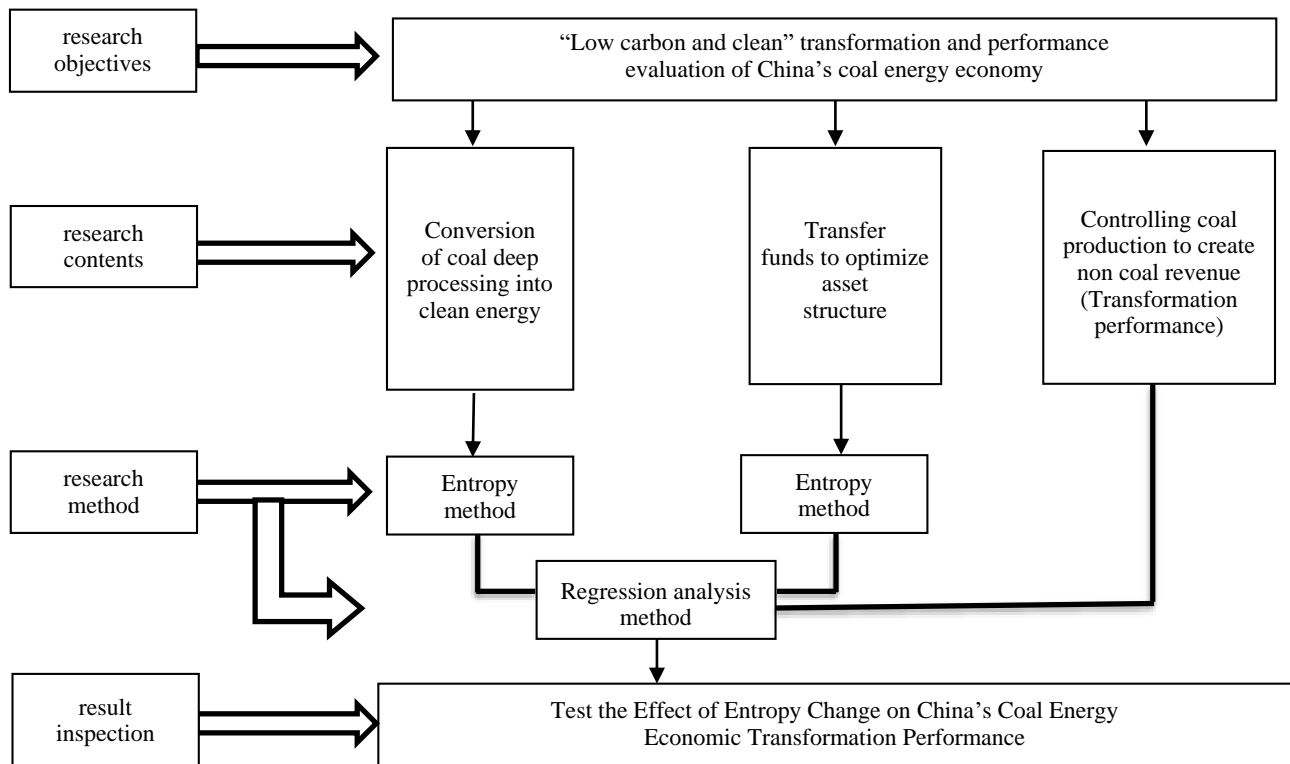 research
objectives
“Low carbon and clean” transformation and performance
evaluation of China’s coal energy economy
research
contents
Conversion
of coal deep
processing into
clean energy
Transfer
funds to optimize
asset
structure
Controlling coal
production to create
non coal revenue
(Transformation
performance)
research
method
Entropy
method
Entropy
method
Regression analysis
method
result
inspection
Test the Effect of Entropy Change on China’s Coal Energy
Economic Transformation Performance